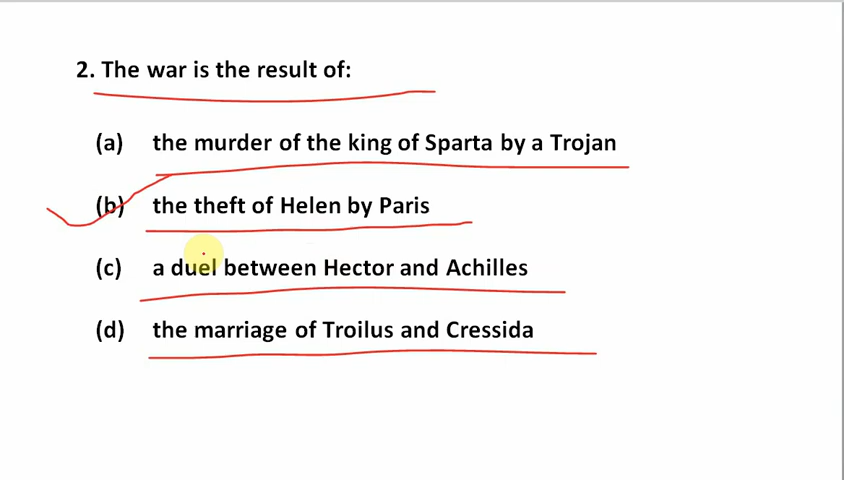 2. The war is the result of:
(a) the murder of the king of Sparta by a Trojan
(b) the theft of Helen by Paris
(c) a duel between Hector and Achilles
(d) the marriage of Troilus and Cressida